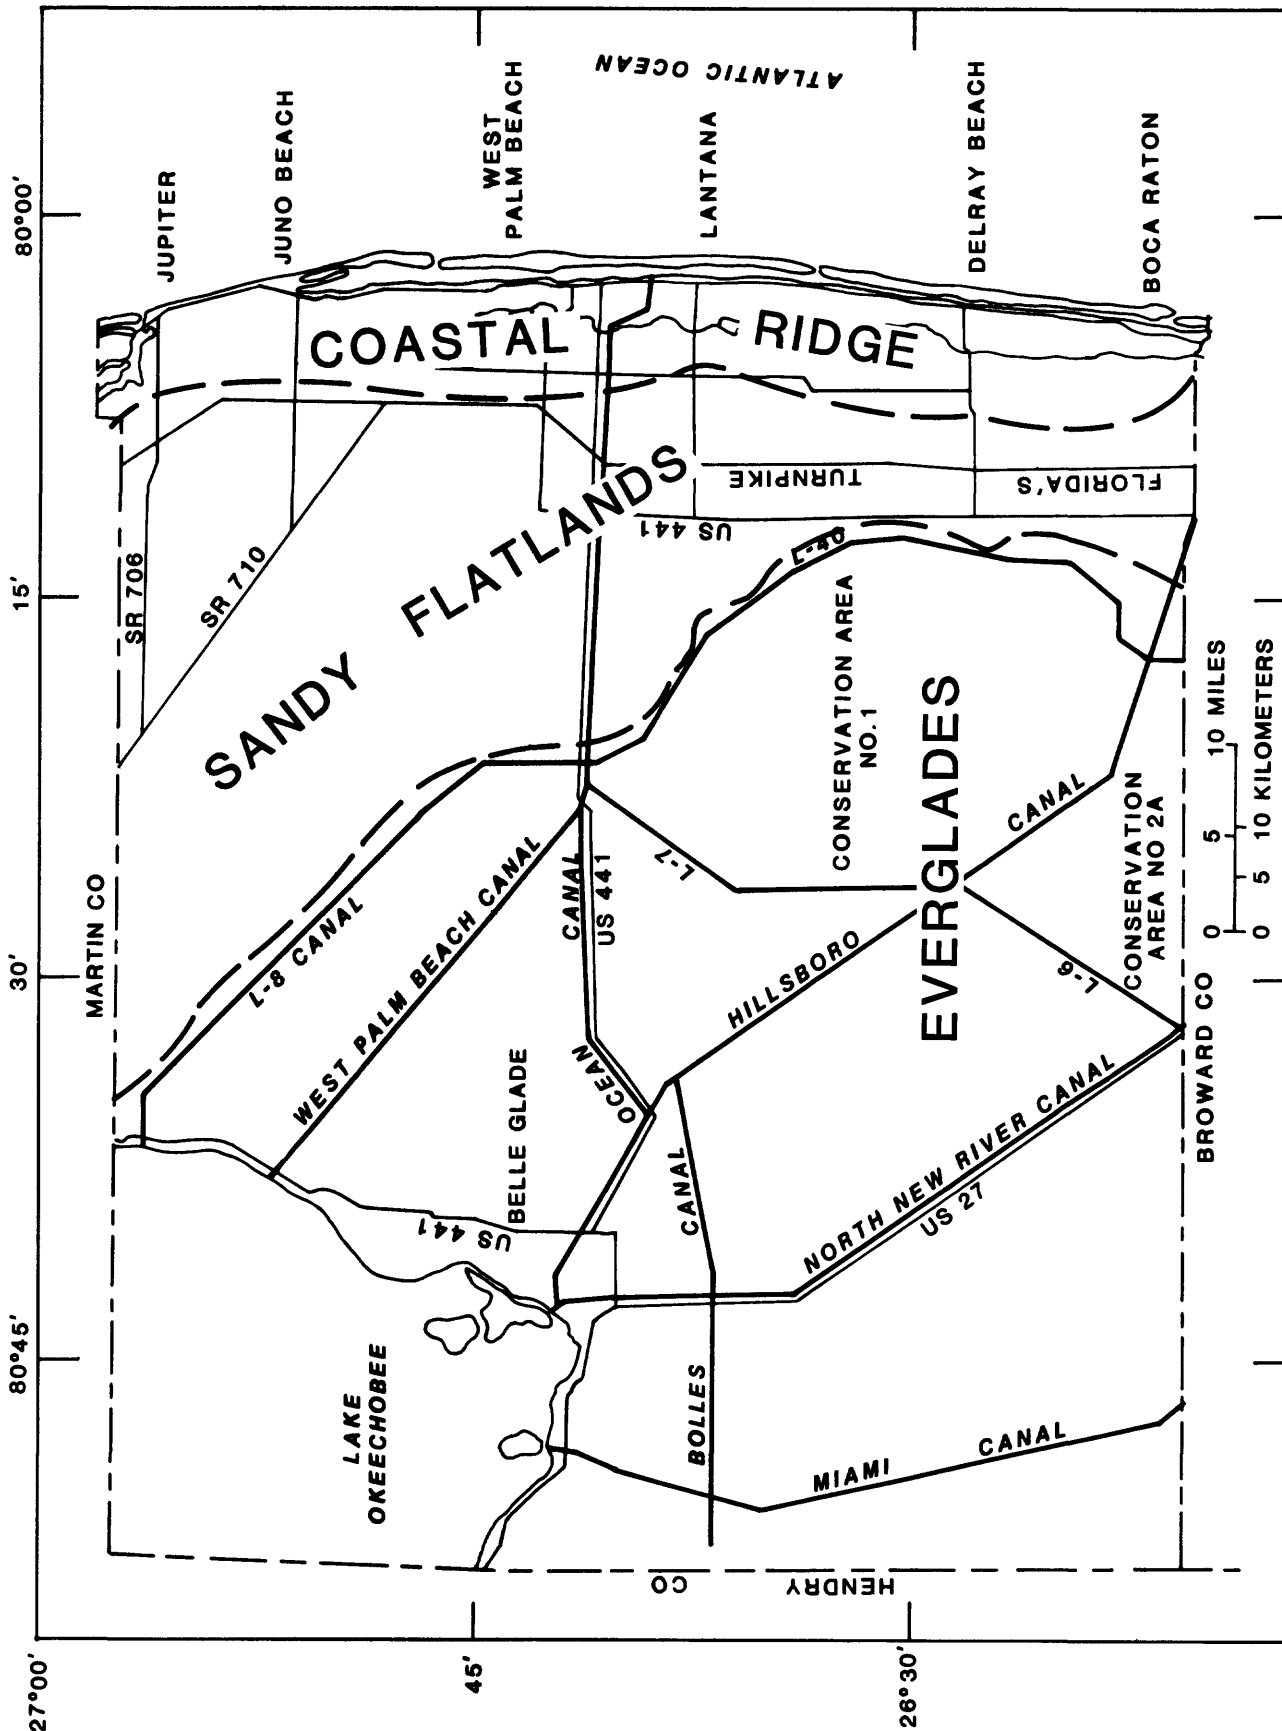 27°00'
45'
26°30'
80°45'
30'
15'
80°00'
MARTIN CO
LAKE
OKEECHOBEE
HENDRY
CO
BROWARD CO
ATLANTIC OCEAN
JUPITER
JUNO BEACH
WEST
PALM BEACH
LANTANA
DELRAY BEACH
BOCA RATON
COASTAL RIDGE
SANDY FLATLANDS
EVERGLADES
SR 706
SR 710
FLORIDA'S
TURNPIKE
US 441
L-40
L-8 CANAL
WEST PALM BEACH CANAL
OCEAN
CANAL
US 441
BELLE GLADE
US 441
L-7
CONSERVATION AREA
NO. 1
HILLSBORO
CANAL
L-6
CONSERVATION
AREA NO 2A
BOLLES
CANAL
NORTH NEW RIVER CANAL
US 27
MIAMI
CANAL
0 5 10 MILES
0 5 10 KILOMETERS